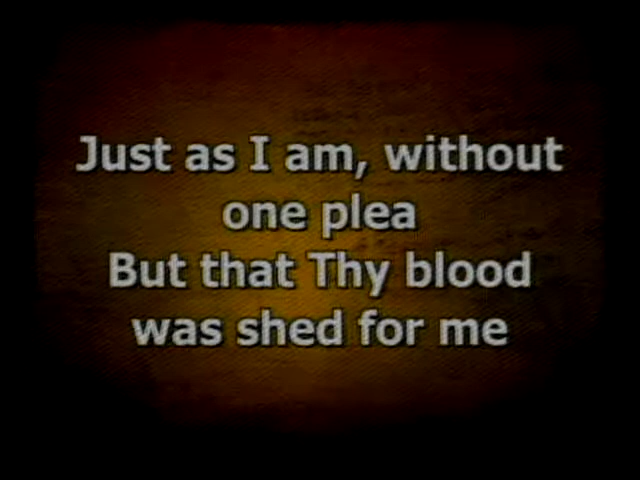 Just as I am, without
one plea
But that Thy blood
was shed for me